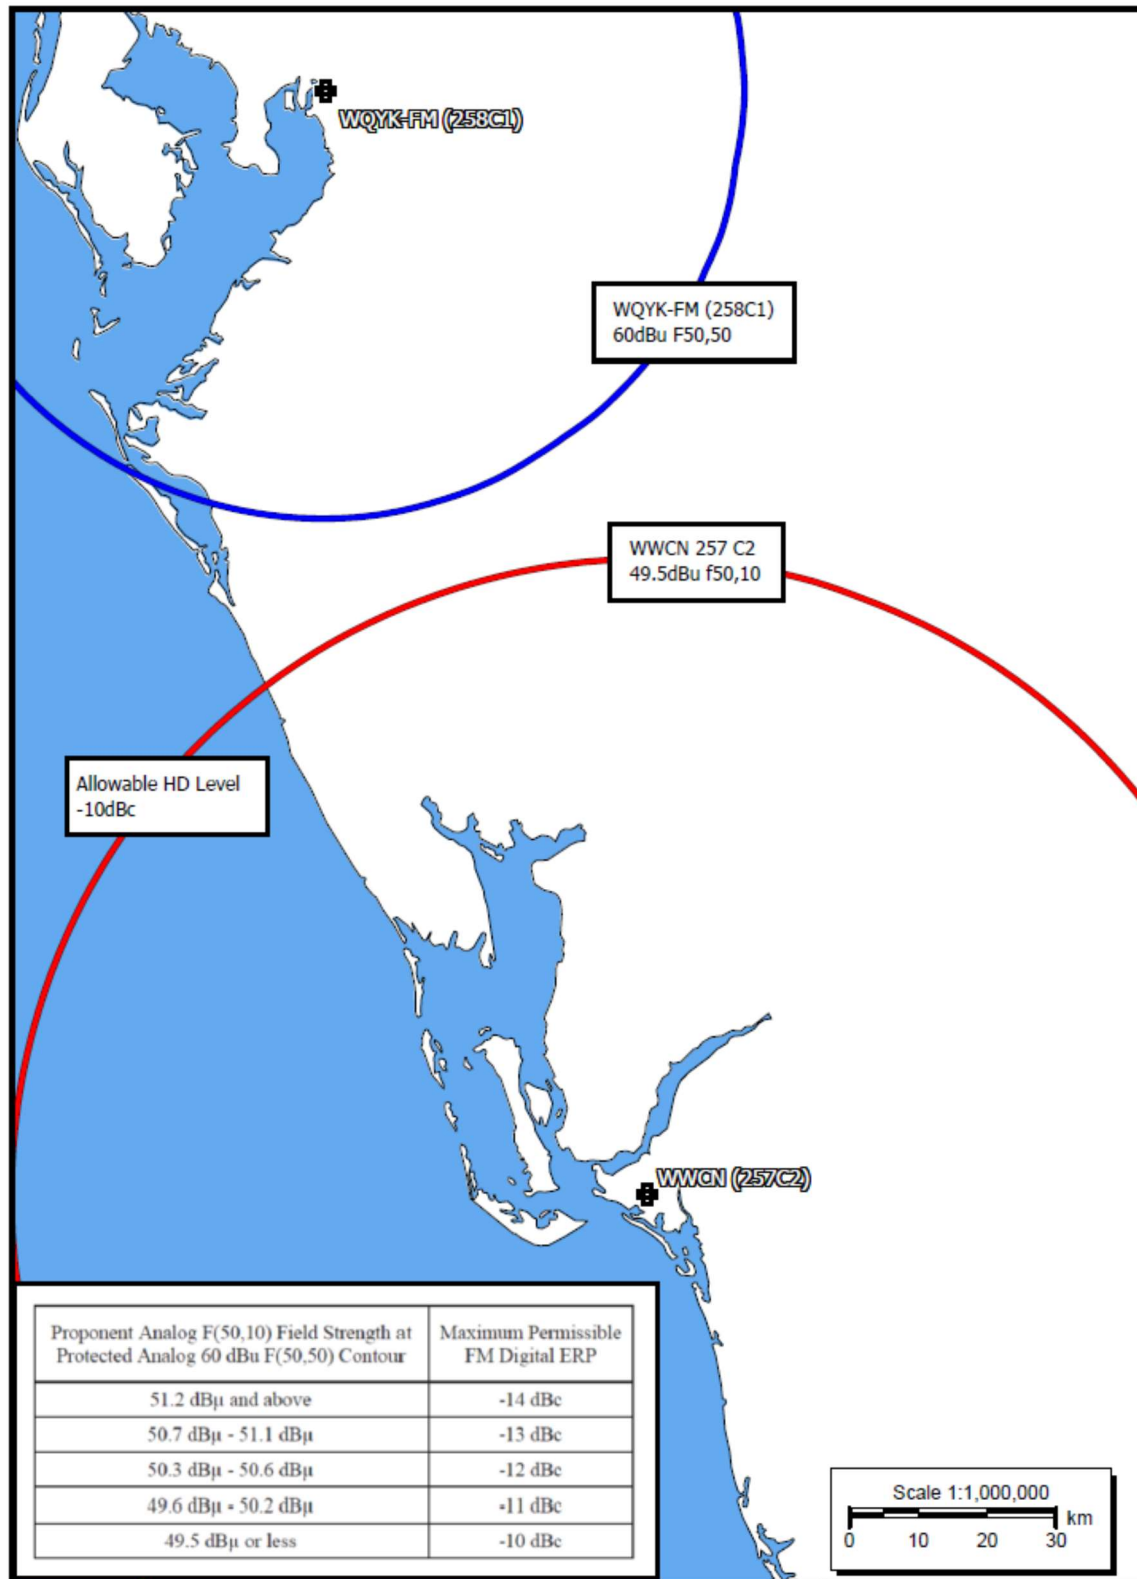 WQYK-FM (258C1)
WQYK-FM (258C1)
60dBu F50,50
WWCN 257 C2
49.5dBu f50,10
Allowable HD Level
-10dBc
WWCN (257C2)
Proponent Analog F(50,10) Field Strength at
Protected Analog 60 dBu F(50,50) Contour
Maximum Permissible
FM Digital ERP
51.2 dBμ and above -14 dBc
50.7 dBμ - 51.1 dBμ -13 dBc
50.3 dBμ - 50.6 dBμ -12 dBc
49.6 dBμ - 50.2 dBμ -11 dBc
49.5 dBμ or less -10 dBc
Scale 1:1,000,000
km
0 10 20 30